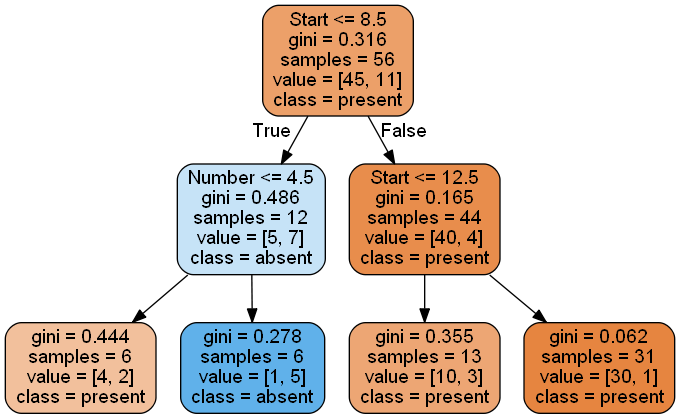 Start <= 8.5
gini = 0.316
samples = 56
value = [45, 11]
class = present
True
False
Number <= 4.5
gini = 0.486
samples = 12
value = [5, 7]
class = absent
Start <= 12.5
gini = 0.165
samples = 44
value = [40, 4]
class = present
gini = 0.444
samples = 6
value = [4, 2]
class = present
gini = 0.278
samples = 6
value = [1, 5]
class = absent
gini = 0.355
samples = 13
value = [10, 3]
class = present
gini = 0.062
samples = 31
value = [30, 1]
class = present